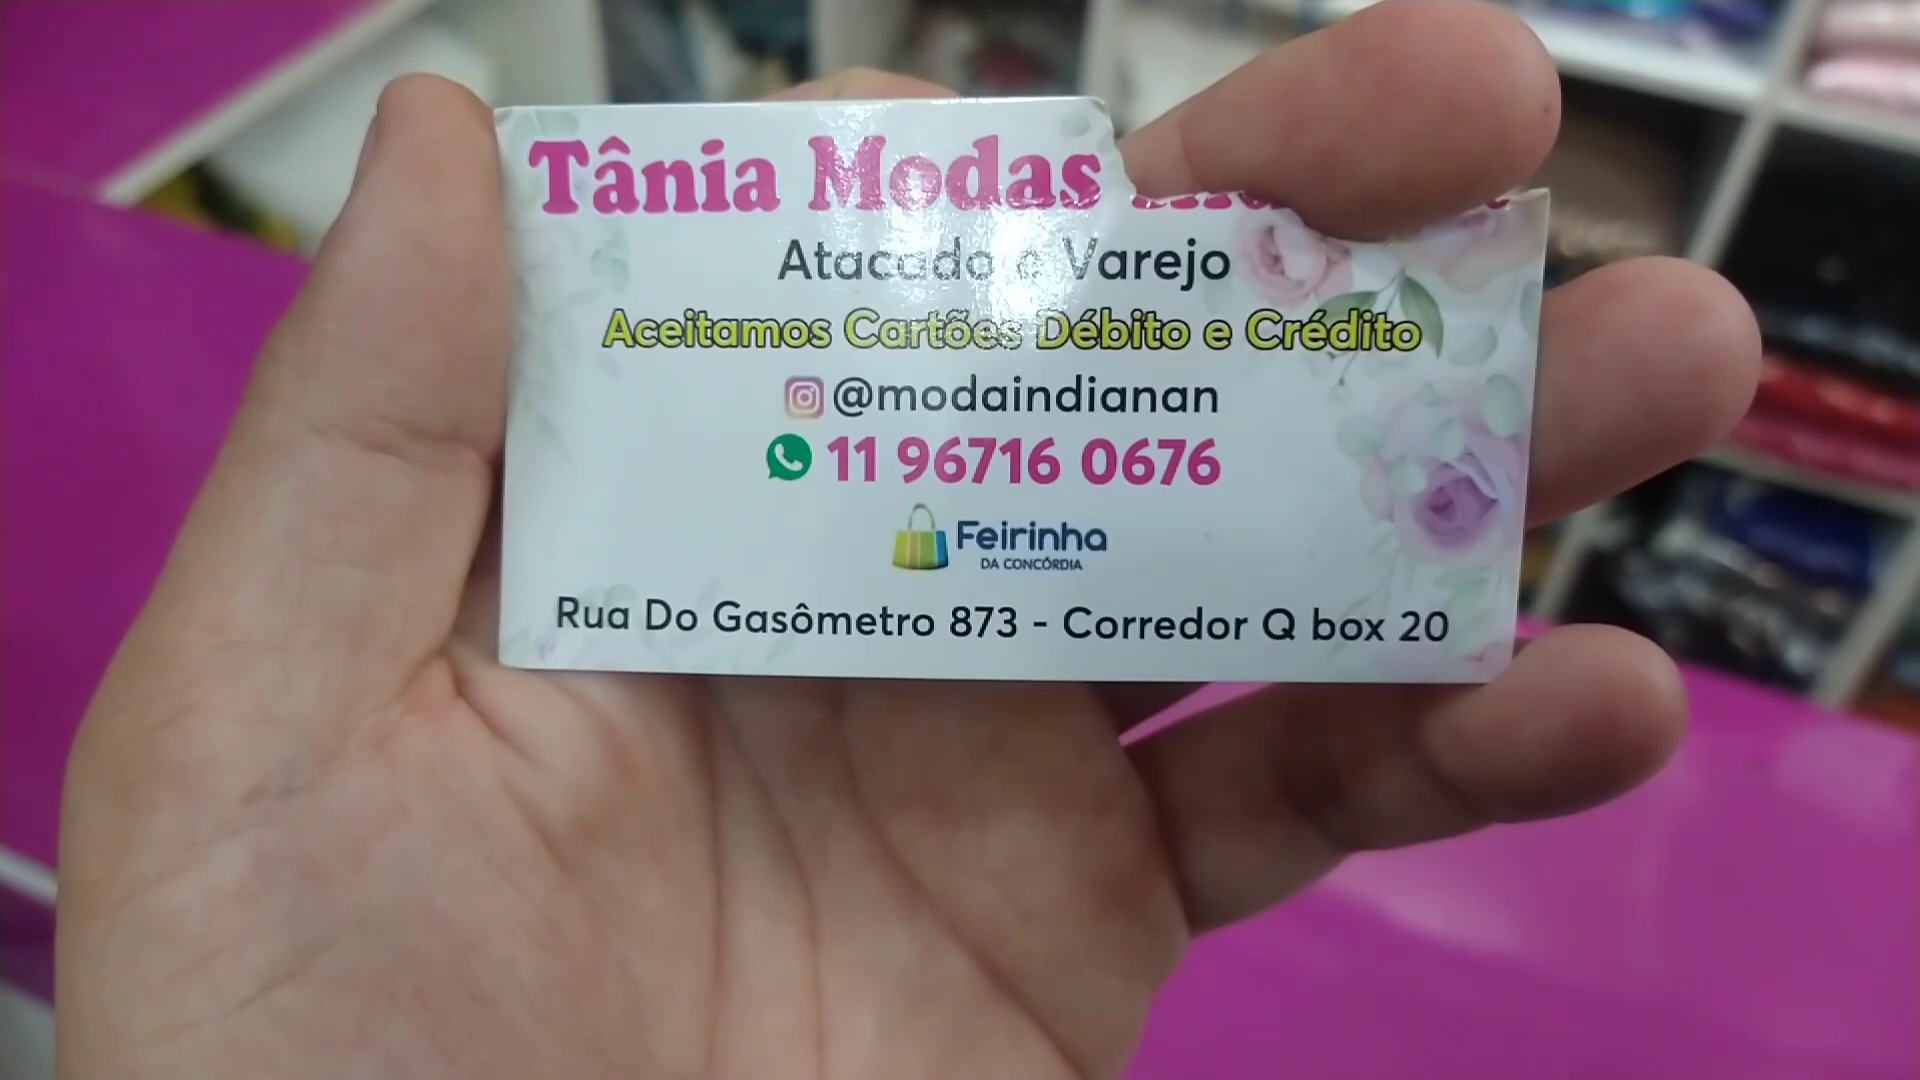 Tânia Modas
Atacado e Varejo
Aceitamos Cartões Débito e Crédito
@modaindianan
11 96716 0676
Feirinha
DA CONCÓRDIA
Rua Do Gasômetro 873 - Corredor Q box 20